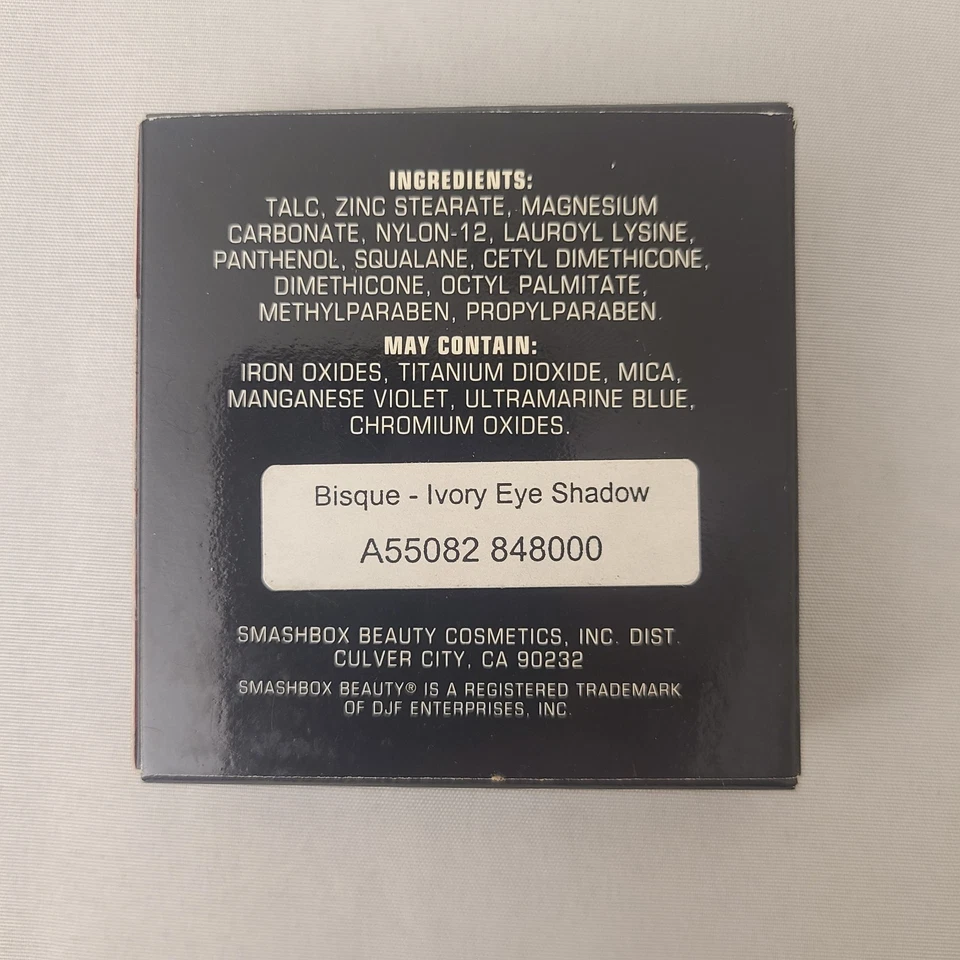 INGREDIENTS:
TALC, ZINC STEARATE, MAGNESIUM
CARBONATE, NYLON-12, LAUROYL LYSINE,
PANTHENOL, SQUALANE, CETYL DIMETHICONE,
DIMETHICONE, OCTYL PALMITATE,
METHYLPARABEN, PROPYLPARABEN.
MAY CONTAIN:
IRON OXIDES, TITANIUM DIOXIDE, MICA,
MANGANESE VIOLET, ULTRAMARINE BLUE,
CHROMIUM OXIDES.
Bisque - Ivory Eye Shadow
A55082 848000
SMASHBOX BEAUTY COSMETICS, INC. DIST.
CULVER CITY, CA 90232
SMASHBOX BEAUTY® IS A REGISTERED TRADEMARK
OF DJF ENTERPRISES, INC.